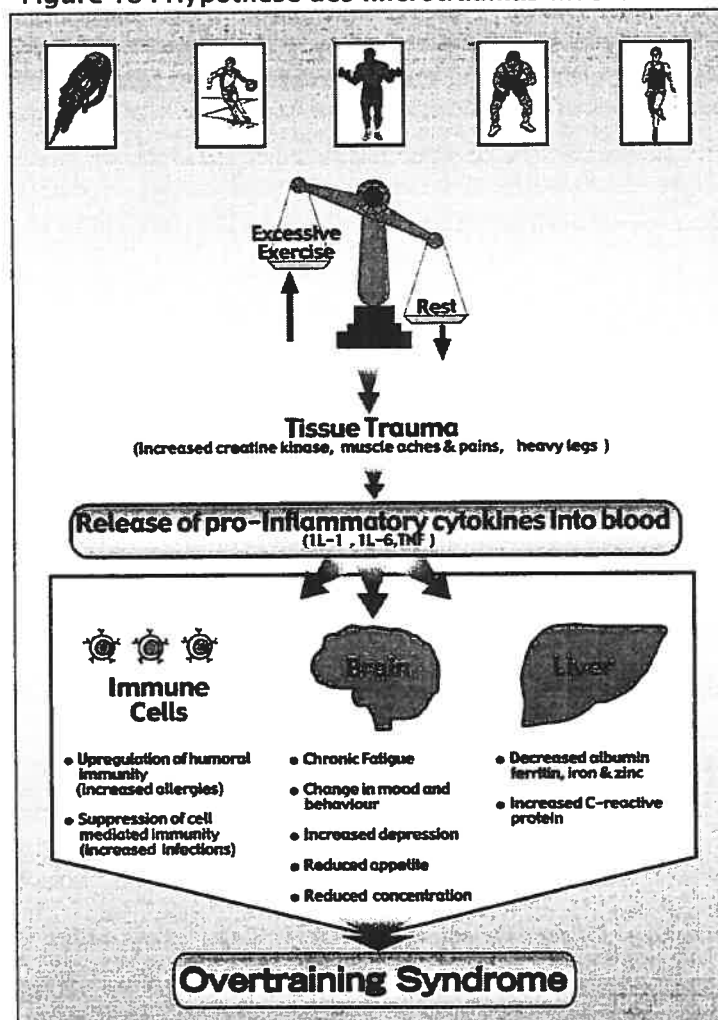 Figure 18 : Hypothèse des microtraumas
Excessive
Exercise
Rest
Tissue Trauma
(Increased creatine kinase, muscle aches & pains, heavy legs )
Release of pro-Inflammatory cytokines into blood
(1L-1 , 1L-6,TNF )
Immune
Cells
Brain
Liver
• Upregulation of humoral
immunity
(increased allergies)
• Suppression of cell
mediated immunity
(increased infections)
• Chronic Fatigue
• Change in mood and
behaviour
• Increased depression
• Reduced appetite
• Reduced concentration
• Decreased albumin
ferritin, iron & zinc
• Increased C-reactive
protein
Overtraining Syndrome